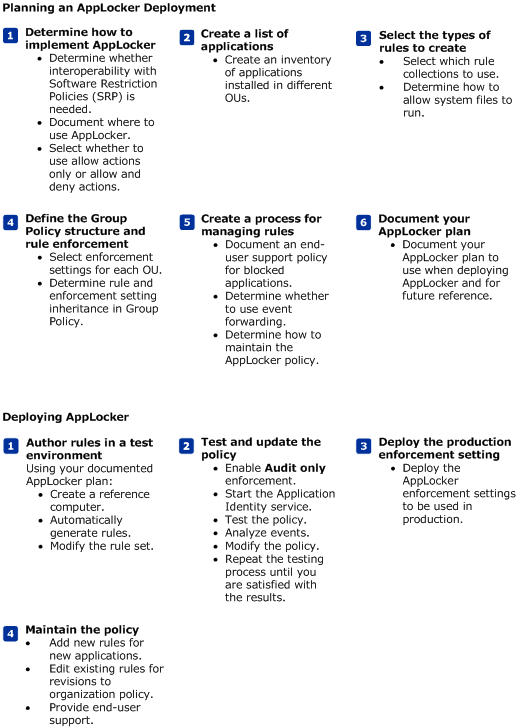 Planning an AppLocker Deployment
1 Determine how to
implement AppLocker
• Determine whether
interoperability with
Software Restriction
Policies (SRP) is
needed.
• Document where to
use AppLocker.
• Select whether to
use allow actions
only or allow and
deny actions.
2 Create a list of
applications
• Create an inventory
of applications
installed in different
OUs.
3 Select the types of
rules to create
• Select which rule
collections to use.
• Determine how to
allow system files to
run.
4 Define the Group
Policy structure and
rule enforcement
• Select enforcement
settings for each OU.
• Determine rule and
enforcement setting
inheritance in Group
Policy.
5 Create a process for
managing rules
• Document an end-
user support policy
for blocked
applications.
• Determine whether
to use event
forwarding.
• Determine how to
maintain the
AppLocker policy.
6 Document your
AppLocker plan
• Document your
AppLocker plan to
use when deploying
AppLocker and for
future reference.
Deploying AppLocker
1 Author rules in a test
environment
Using your documented
AppLocker plan:
• Create a reference
computer.
• Automatically
generate rules.
• Modify the rule set.
2 Test and update the
policy
• Enable Audit only
enforcement.
• Start the Application
Identity service.
• Test the policy.
• Analyze events.
• Modify the policy.
• Repeat the testing
process until you
are satisfied with
the results.
3 Deploy the production
enforcement setting
• Deploy the
AppLocker
enforcement settings
to be used in
production.
4 Maintain the policy
• Add new rules for
new applications.
• Edit existing rules for
revisions to
organization policy.
• Provide end-user
support.